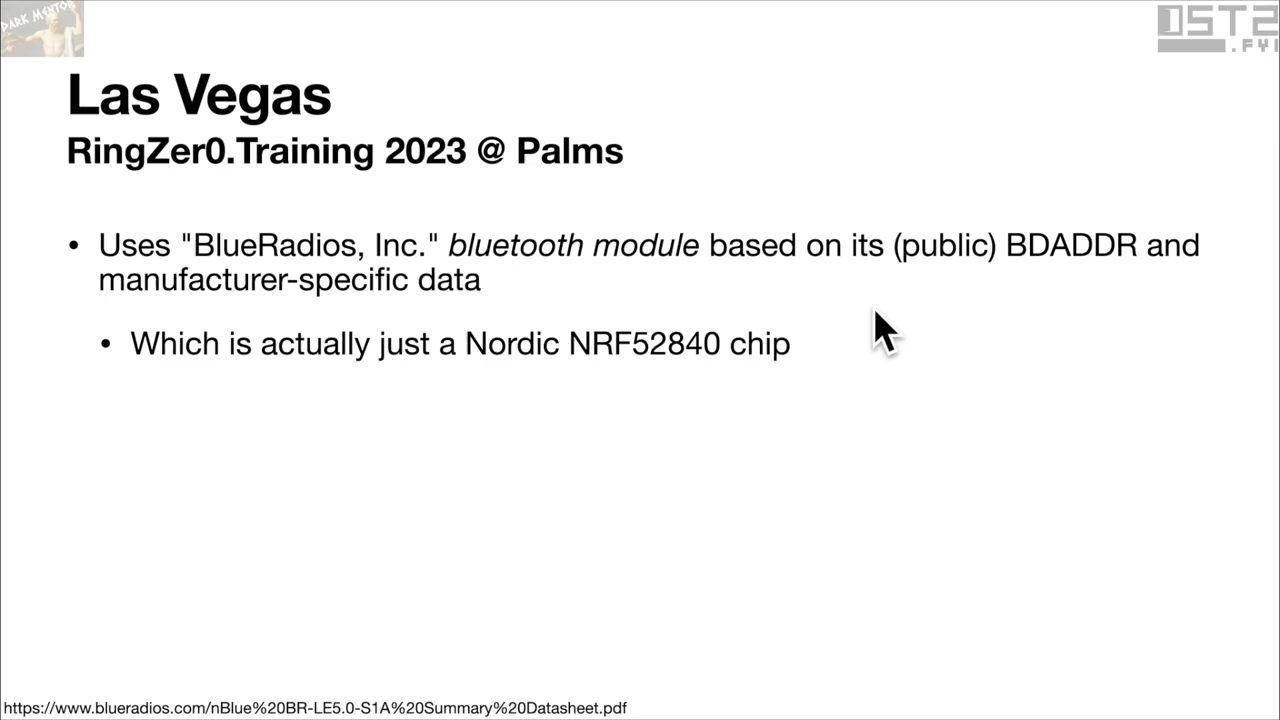 DARK MENTOR
OST2
.FYI
Las Vegas
RingZer0.Training 2023 @ Palms
• Uses "BlueRadios, Inc." bluetooth module based on its (public) BDADDR and
manufacturer-specific data
• Which is actually just a Nordic NRF52840 chip
https://www.blueradios.com/nBlue%20BR-LE5.0-S1A%20Summary%20Datasheet.pdf